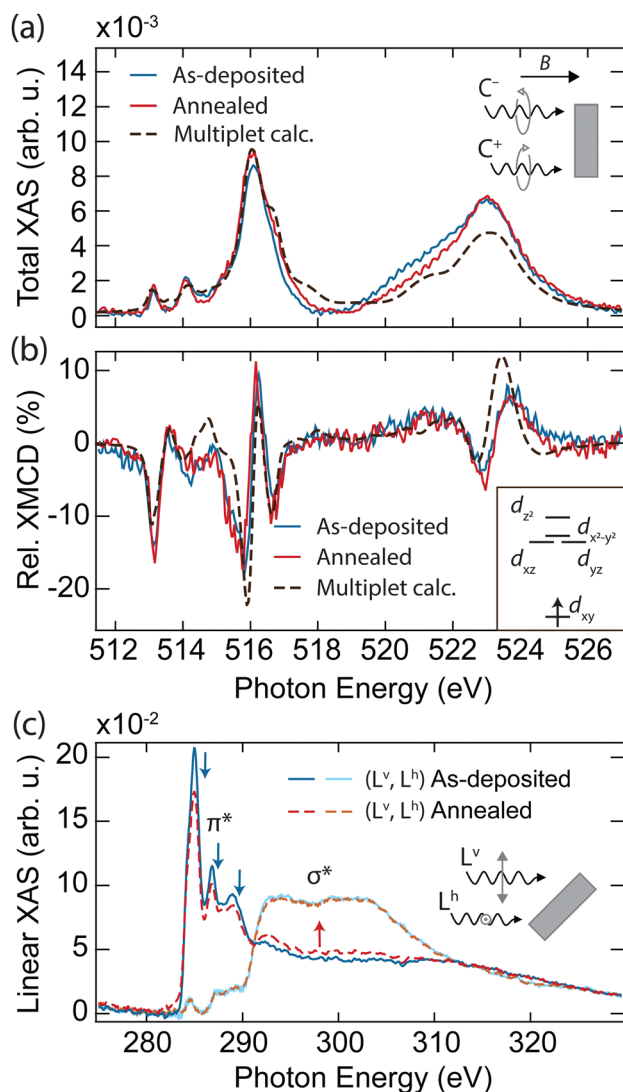 (a)
x10⁻³
14
12
10
8
6
4
2
0
Total XAS (arb. u.)
As-deposited
Annealed
Multiplet calc.
B
C⁻
C⁺
(b)
10
0
-10
-20
Rel. XMCD (%)
As-deposited
Annealed
Multiplet calc.
d_z²
d_x²-y²
d_xz
d_yz
d_xy
512 514 516 518 520 522 524 526
Photon Energy (eV)
(c)
x10⁻²
20
15
10
5
0
Linear XAS (arb. u.)
(Lᵛ, Lʰ) As-deposited
(Lᵛ, Lʰ) Annealed
π*
σ*
Lᵛ
Lʰ
280 290 300 310 320
Photon Energy (eV)